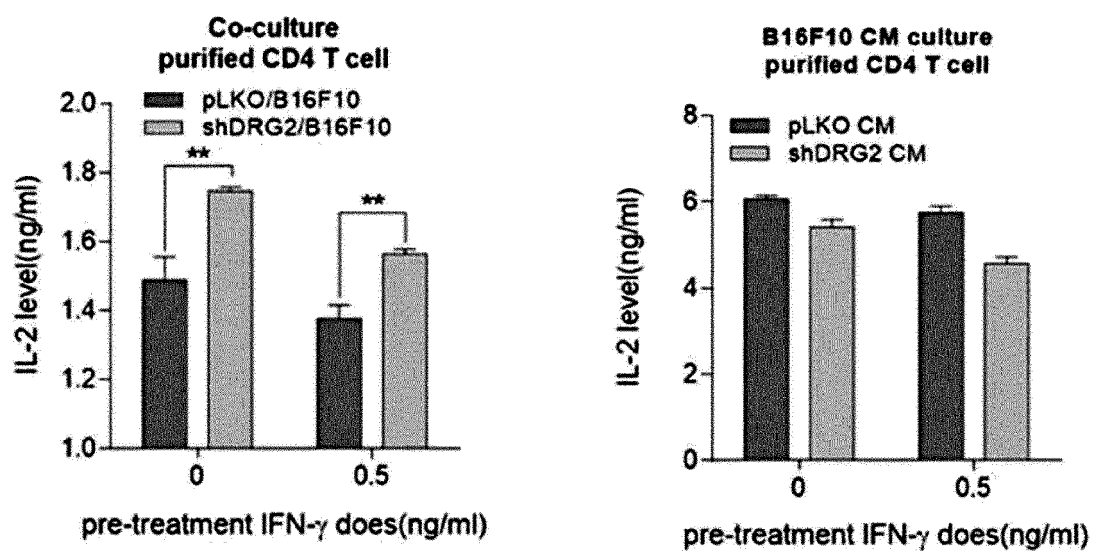 Co-culture
purified CD4 T cell
pLKO/B16F10
shDRG2/B16F10
**
**
2.0
1.8
1.6
1.4
1.2
1.0
IL-2 level(ng/ml)
0
0.5
pre-treatment IFN-γ does(ng/ml)
B16F10 CM culture
purified CD4 T cell
pLKO CM
shDRG2 CM
8
6
4
2
0
IL-2 level(ng/ml)
0
0.5
pre-treatment IFN-γ does(ng/ml)